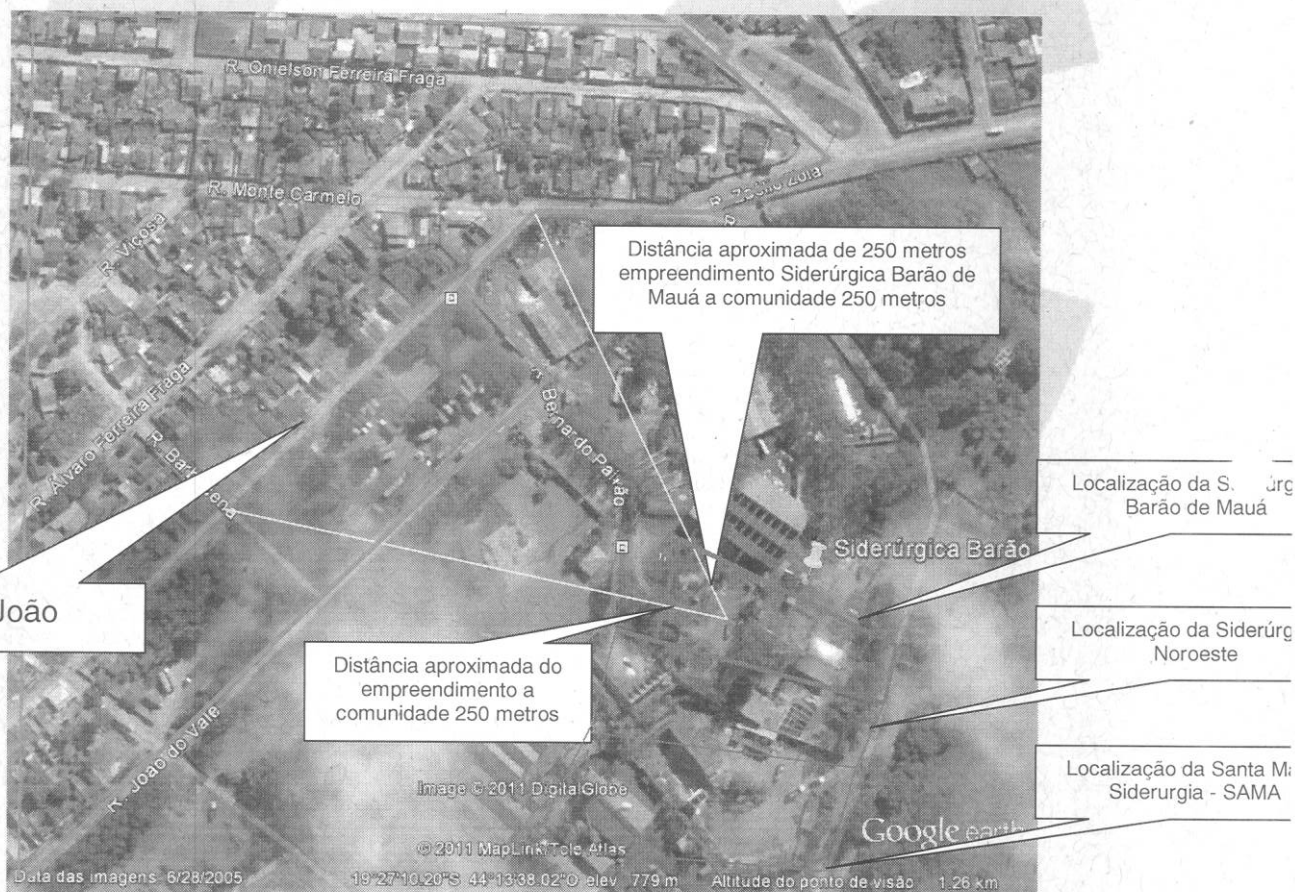 R. Onielson Ferreira Fraga
R. Monte Carmelo
R. Viçosa
R. Zola
Distância aproximada de 250 metros
empreendimento Siderúrgica Barão de
Mauá a comunidade 250 metros
R. Álvaro Ferreira Fraga
R. Bernardo Paixão
Localização da S.
Barão de Mauá
Siderúrgica Barão
João
Localização da
Noroeste
Distância aproximada do
empreendimento a
comunidade 250 metros
R. João do Vale
Localização da Santa
Siderurgia - SAMA
Image © 2011 DigitalGlobe
Google earth
© 2011 MapLink/Tele Atlas
Data das imagens 6/28/2005 19°27'10.20"S 44°13'38.02"O elev 779 m Altitude do ponto de visão 1.26 km